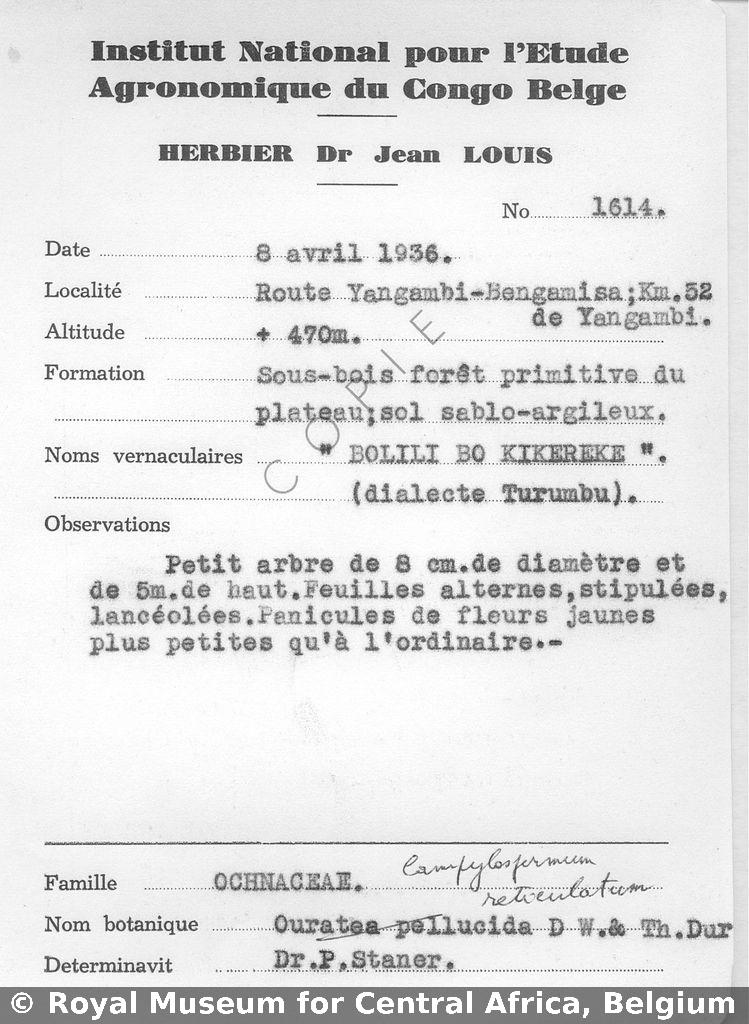 Institut National pour l'Etude
Agronomique du Congo Belge
HERBIER Dr Jean LOUIS
No 1614.
Date 8 avril 1936.
Localité Route Yangambi-Bengamisa;Km.52
de Yangambi.
Altitude + 470m.
Formation Sous-bois forêt primitive du
plateau;sol sablo-argileux.
Noms vernaculaires " BOLILI BO KIKEREKE ".
(dialecte Turumbu).
COPIE
Observations
Petit arbre de 8 cm.de diamètre et
de 5m.de haut.Feuilles alternes,stipulées,
lancéolées.Panicules de fleurs jaunes
plus petites qu'à l'ordinaire.-
Campylospermum
Famille OCHNACEAE. reticulatum
Nom botanique Ouratea pellucida D W.& Th.Dur
Determinavit Dr.P.Staner.
© Royal Museum for Central Africa, Belgium